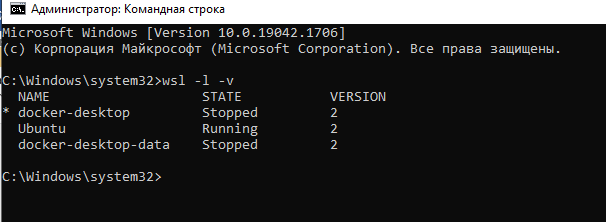 Администратор: Командная строка
Microsoft Windows [Version 10.0.19042.1706]
(c) Корпорация Майкрософт (Microsoft Corporation). Все права защищены.
C:\Windows\system32>wsl -l -v
NAME STATE VERSION
* docker-desktop Stopped 2
Ubuntu Running 2
docker-desktop-data Stopped 2
C:\Windows\system32>